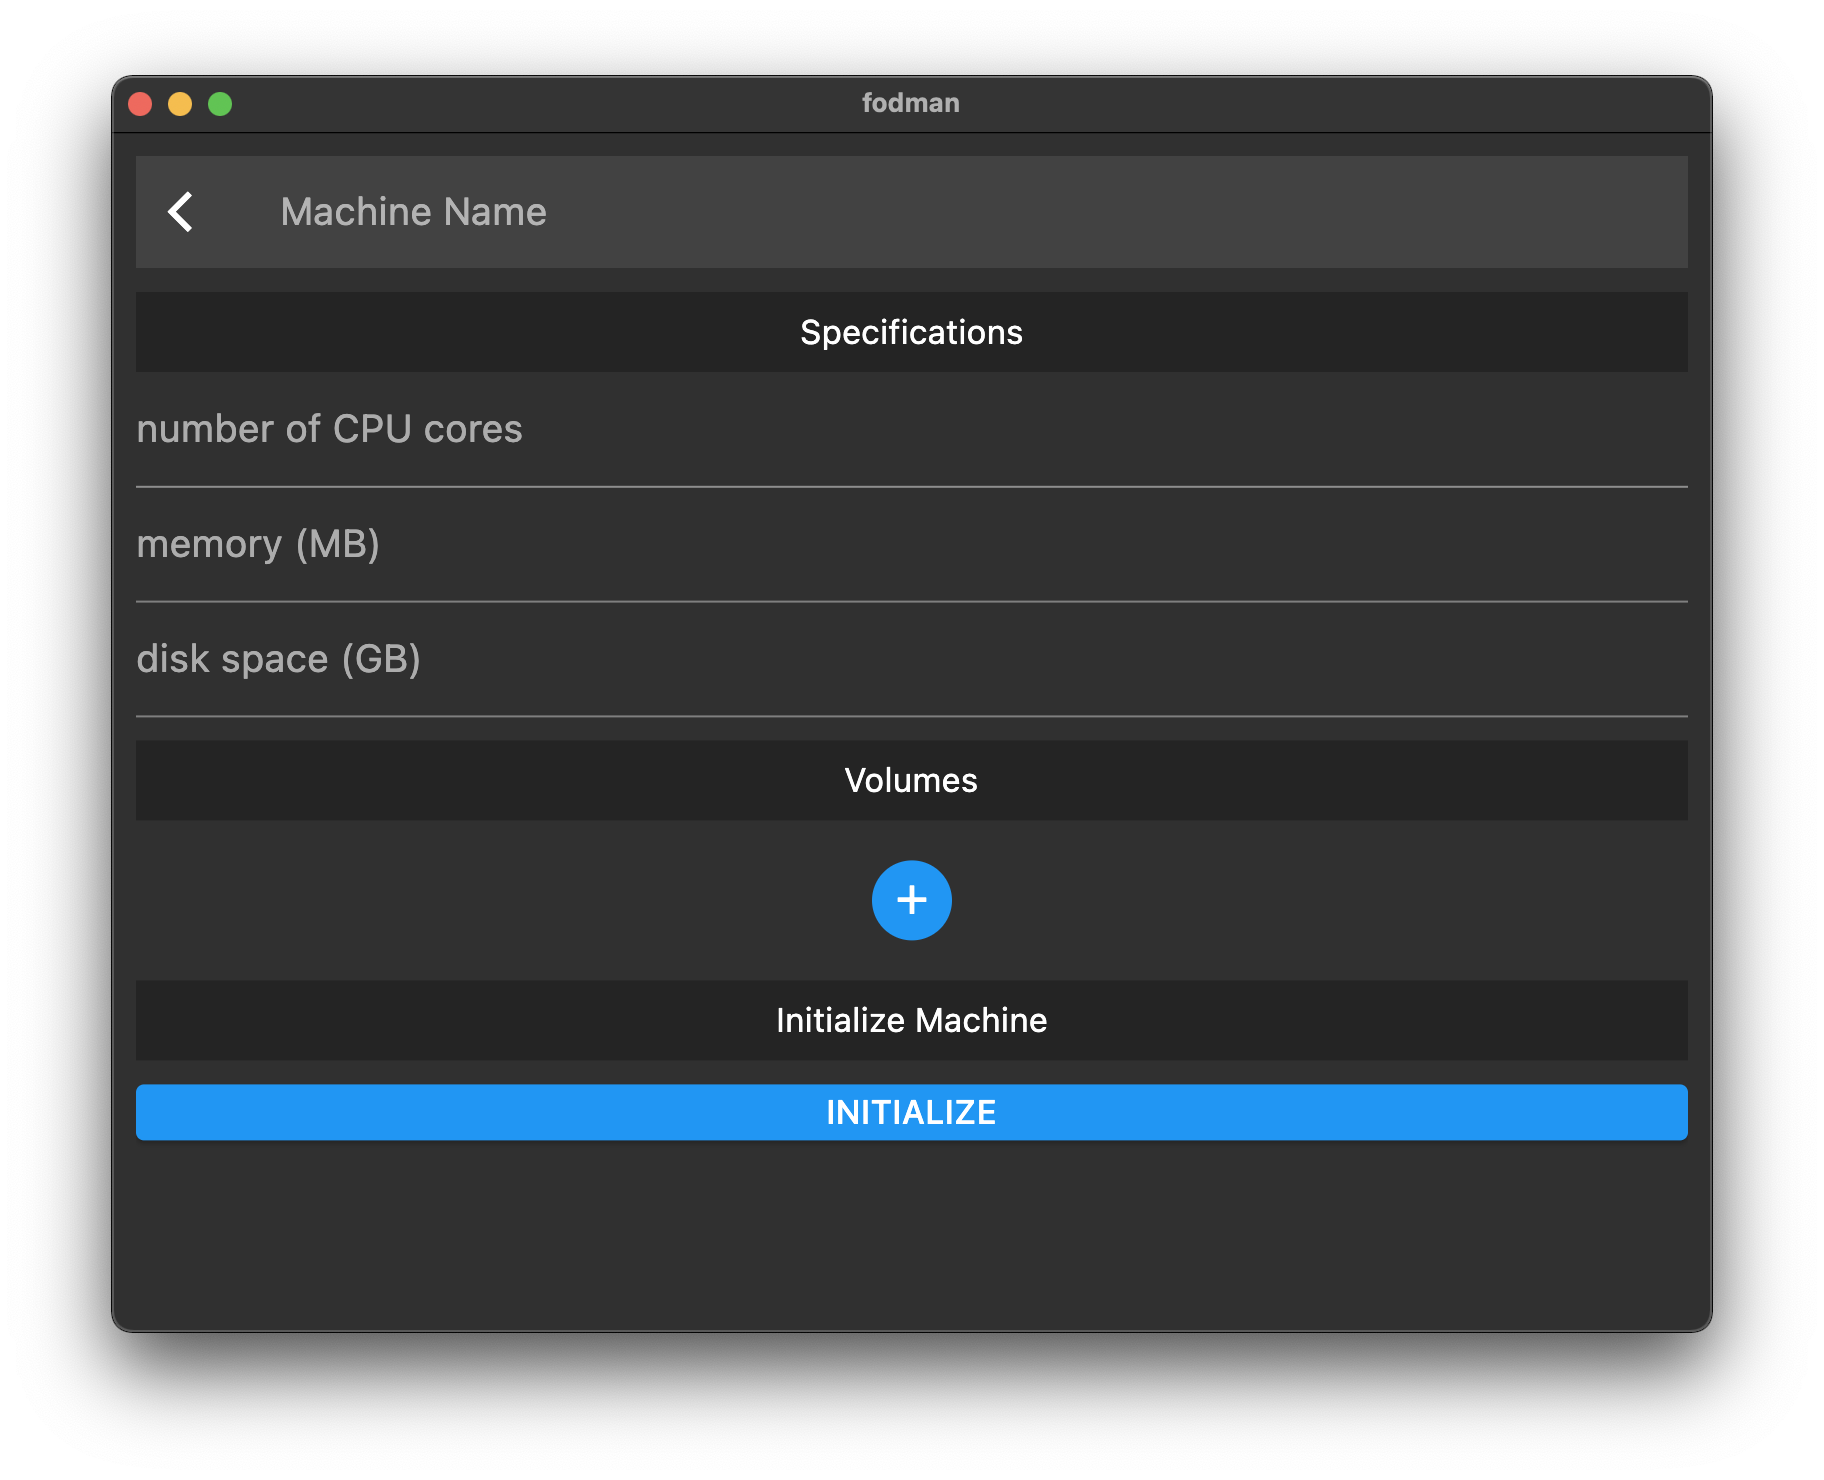 fodman
Machine Name
Specifications
number of CPU cores
memory (MB)
disk space (GB)
Volumes
+
Initialize Machine
INITIALIZE